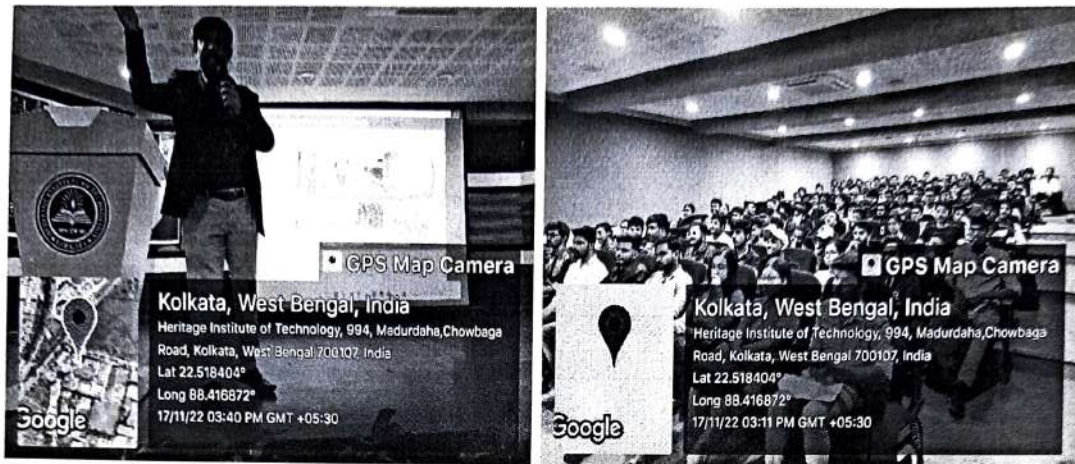 GPS Map Camera
Kolkata, West Bengal, India
Heritage Institute of Technology, 994, Madurdaha,Chowbaga
Road, Kolkata, West Bengal 700107, India
Lat 22.518404°
Long 88.416872°
17/11/22 03:40 PM GMT +05:30
Google
GPS Map Camera
Kolkata, West Bengal, India
Heritage Institute of Technology, 994, Madurdaha,Chowbaga
Road, Kolkata, West Bengal 700107, India
Lat 22.518404°
Long 88.416872°
17/11/22 03:11 PM GMT +05:30
Google